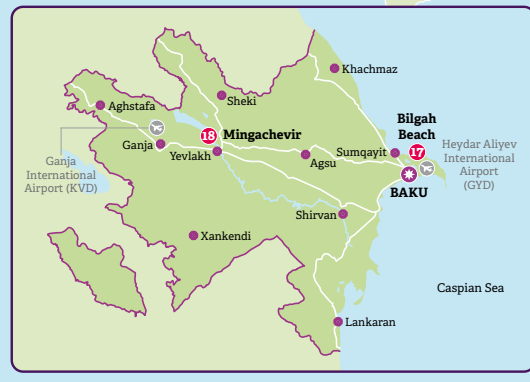 Khachmaz
Sheki
Aghstafa
Bilgah
Beach
18
Mingachevir
17
Ganja
Yevlakh
Agsu
Sumqayit
Heydar Aliyev
International
Airport
(GYD)
Ganja
International
Airport (KVD)
BAKU
Shirvan
Xankendi
Caspian Sea
Lankaran